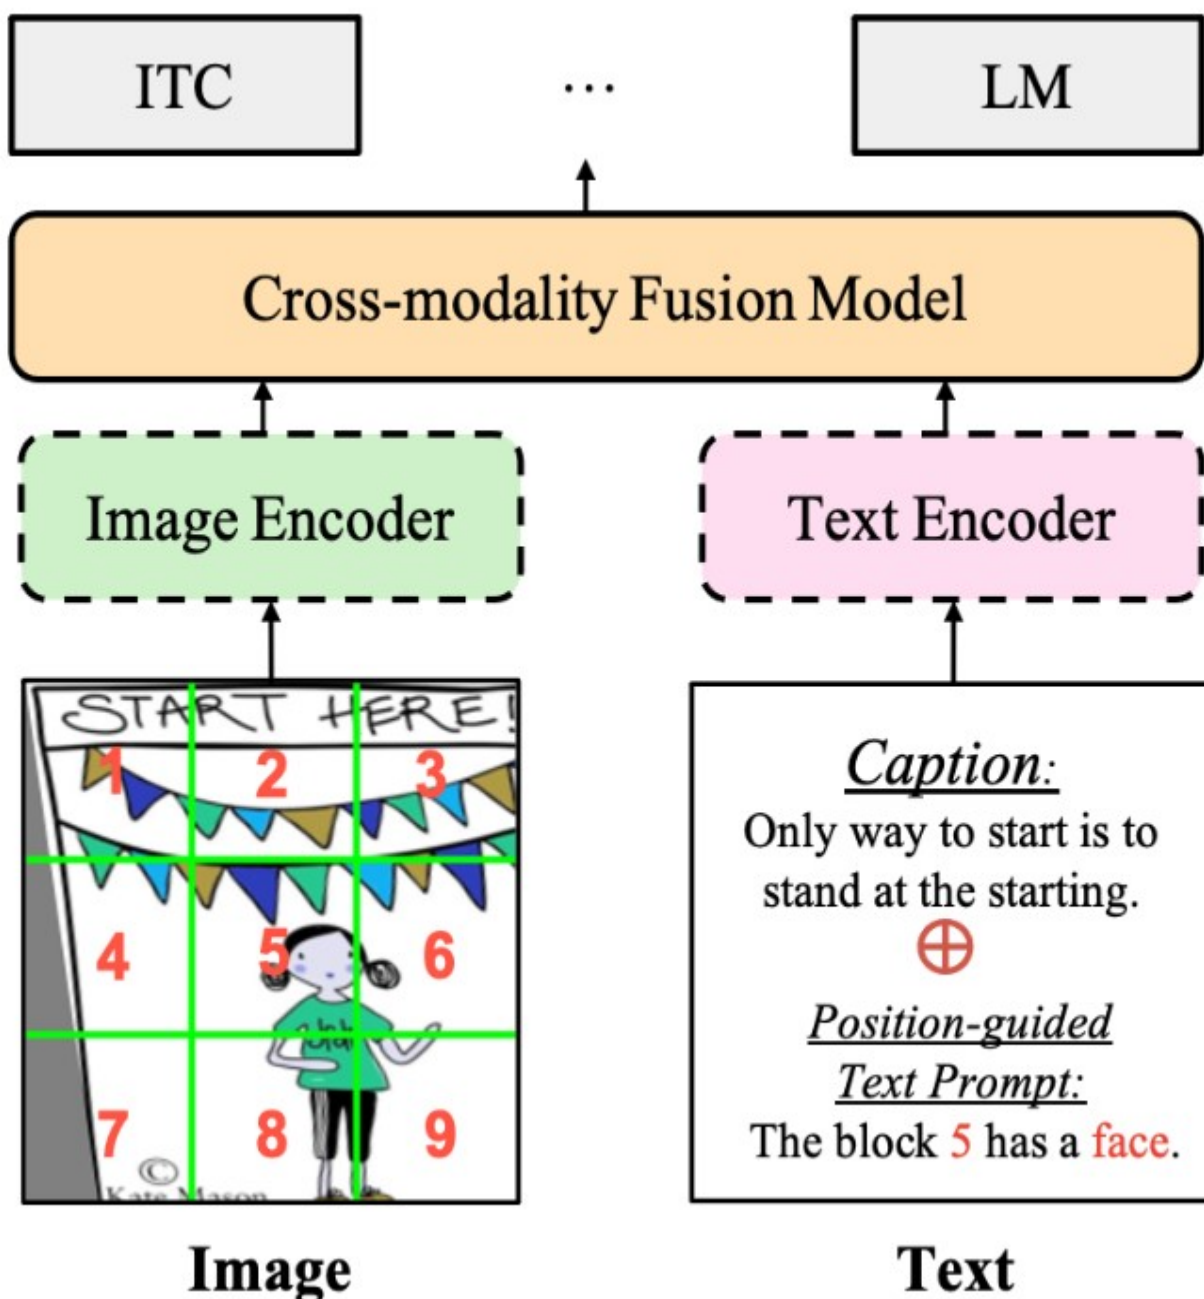 ITC
...
LM
Cross-modality Fusion Model
Image Encoder
Text Encoder
START HERE!
1 2 3
4 5 6
7 8 9
©
Kate Mason
Caption:
Only way to start is to
stand at the starting.
⊕
Position-guided
Text Prompt:
The block 5 has a face.
Image
Text